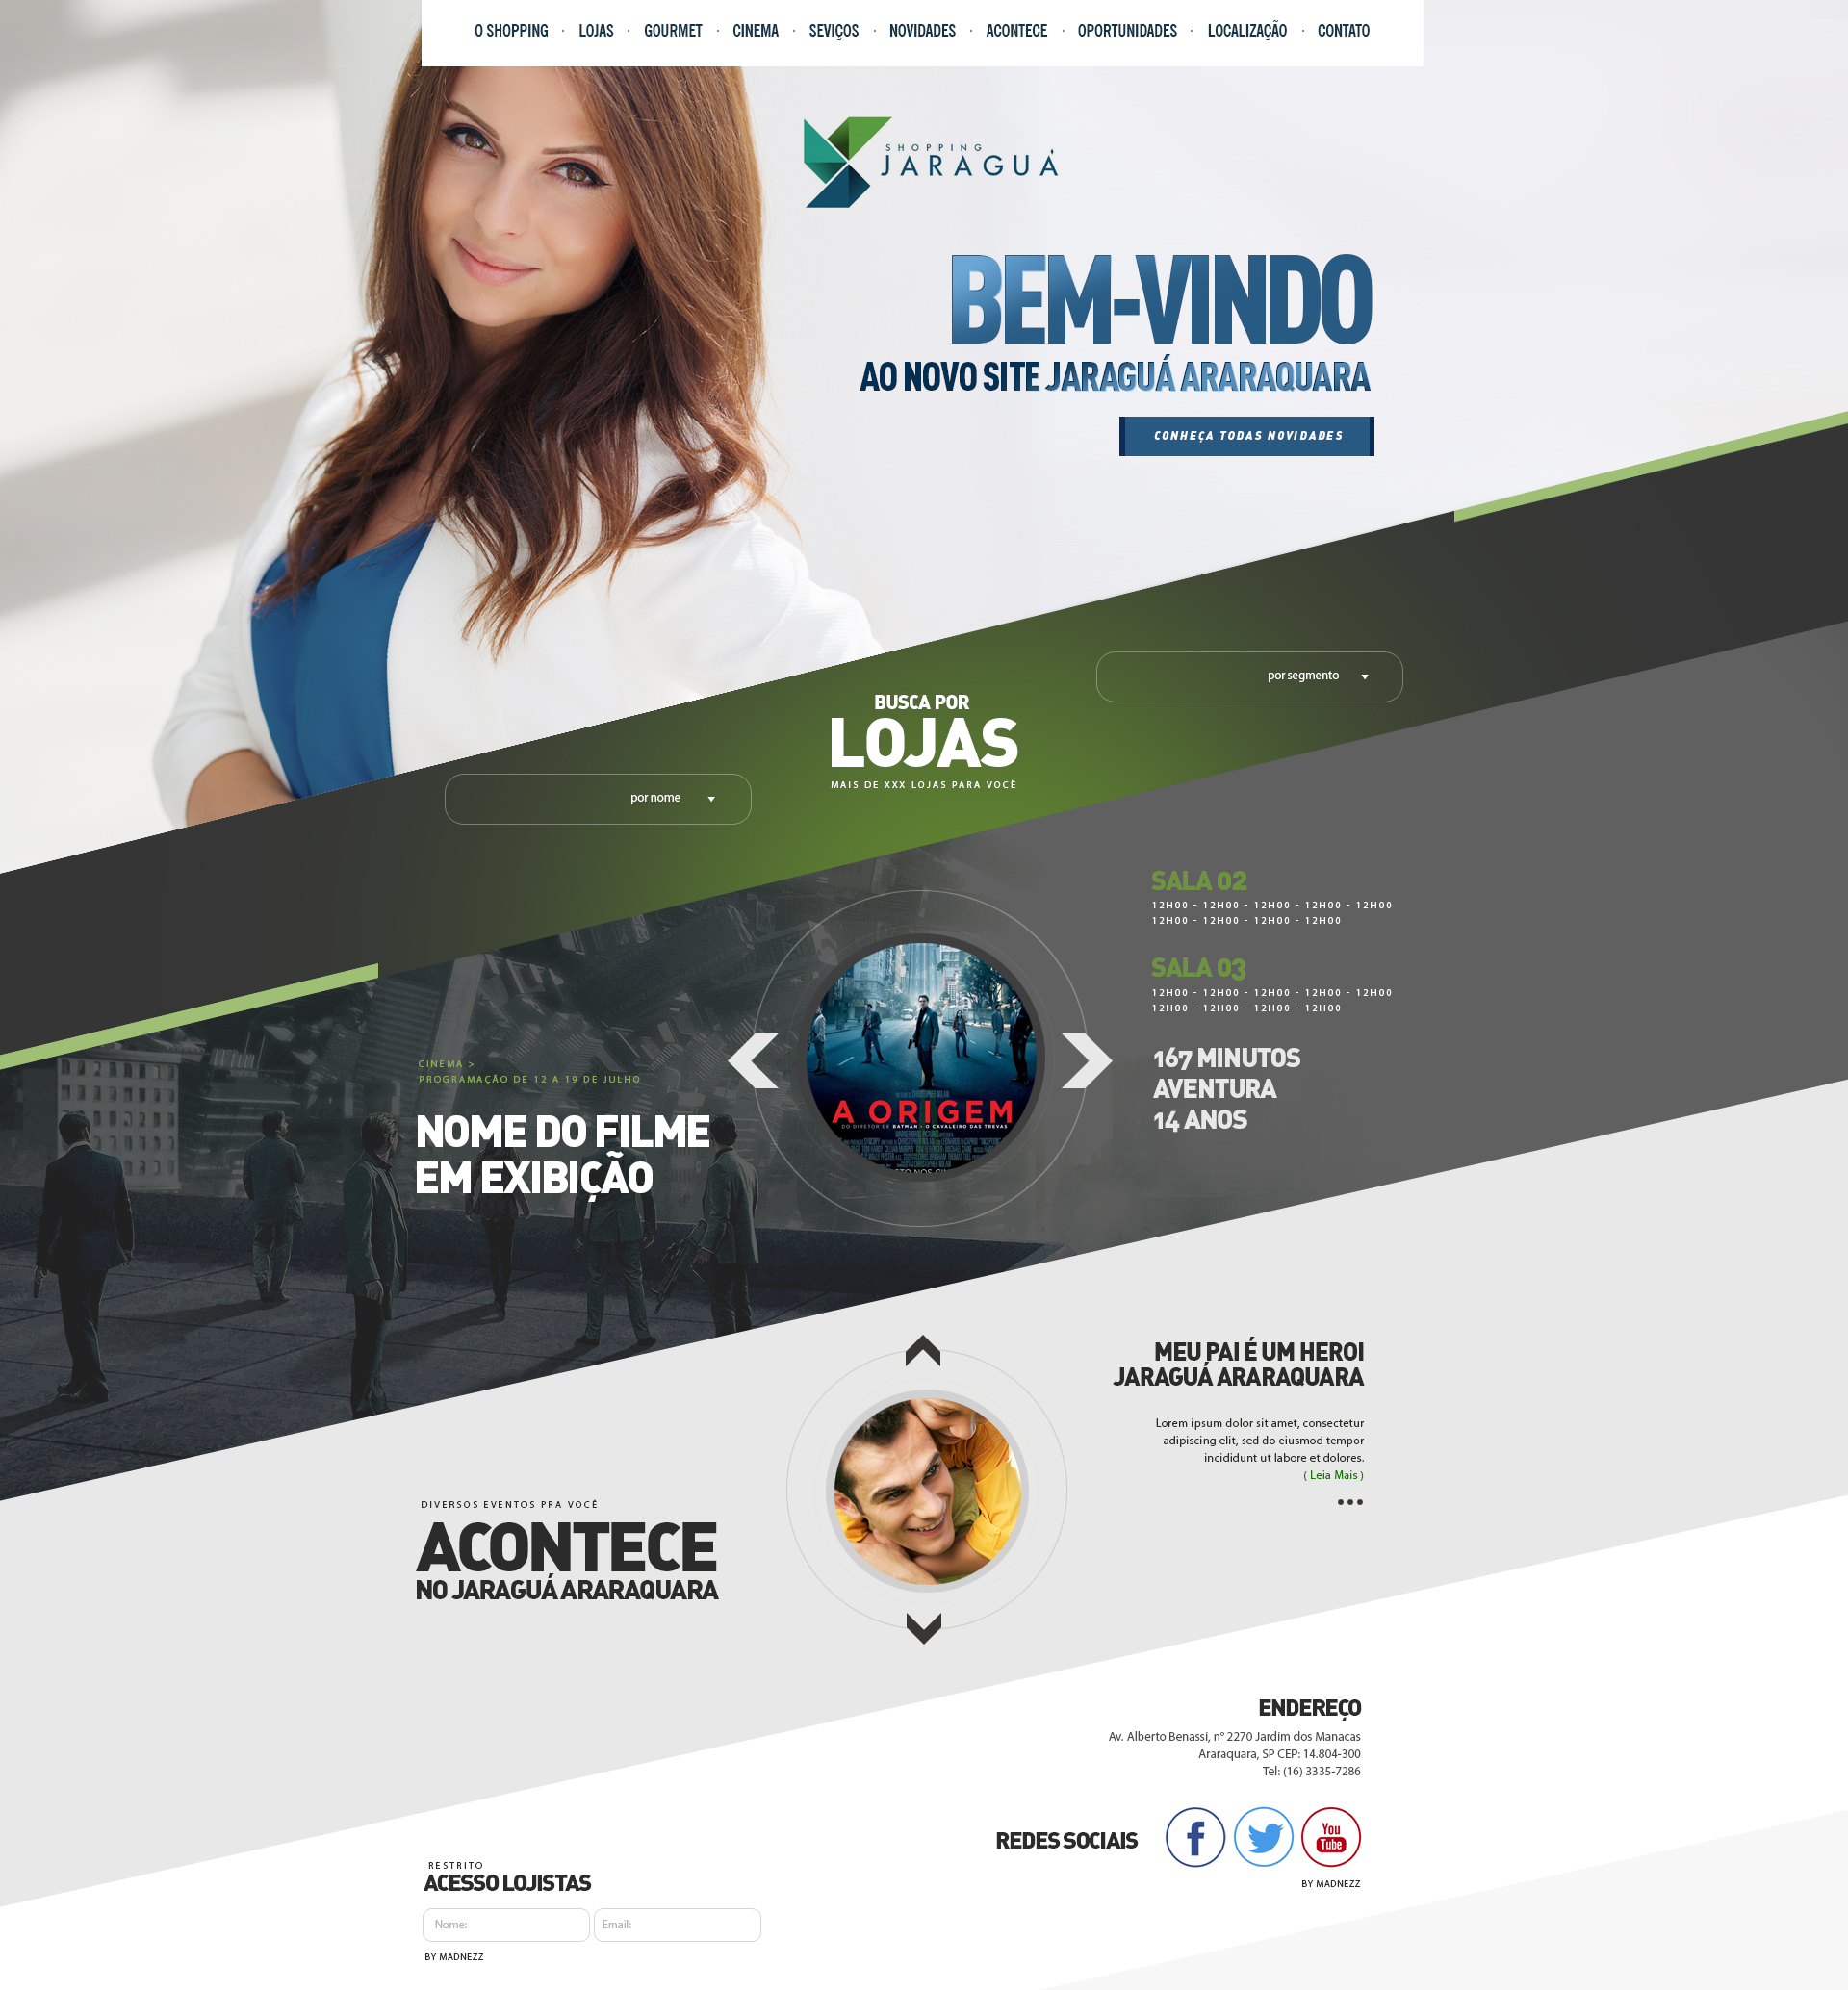 O SHOPPING · LOJAS · GOURMET · CINEMA · SEVIÇOS · NOVIDADES · ACONTECE · OPORTUNIDADES · LOCALIZAÇÃO · CONTATO
SHOPPING
JARAGUÁ
BEM-VINDO
AO NOVO SITE JARAGUÁ ARARAQUARA
CONHEÇA TODAS NOVIDADES
por segmento
BUSCA POR
LOJAS
MAIS DE XXX LOJAS PARA VOCÊ
por nome
SALA 02
12H00 - 12H00 - 12H00 - 12H00 - 12H00
12H00 - 12H00 - 12H00 - 12H00
SALA 03
12H00 - 12H00 - 12H00 - 12H00 - 12H00
12H00 - 12H00 - 12H00 - 12H00
CINEMA >
PROGRAMAÇÃO DE 12 A 19 DE JULHO
NOME DO FILME
EM EXIBIÇÃO
A ORIGEM
DO DIRETOR DE BATMAN - O CAVALEIRO DAS TREVAS
167 MINUTOS
AVENTURA
14 ANOS
MEU PAI É UM HEROI
JARAGUÁ ARARAQUARA
Lorem ipsum dolor sit amet, consectetur
adipiscing elit, sed do eiusmod tempor
incididunt ut labore et dolores.
( Leia Mais )
DIVERSOS EVENTOS PRA VOCÊ
ACONTECE
NO JARAGUÁ ARARAQUARA
ENDEREÇO
Av. Alberto Benassi, nº 2270 Jardim dos Manacas
Araraquara, SP CEP: 14.804-300
Tel: (16) 3335-7286
REDES SOCIAIS
f
You
Tube
BY MADNEZZ
RESTRITO
ACESSO LOJISTAS
Nome:
Email:
BY MADNEZZ